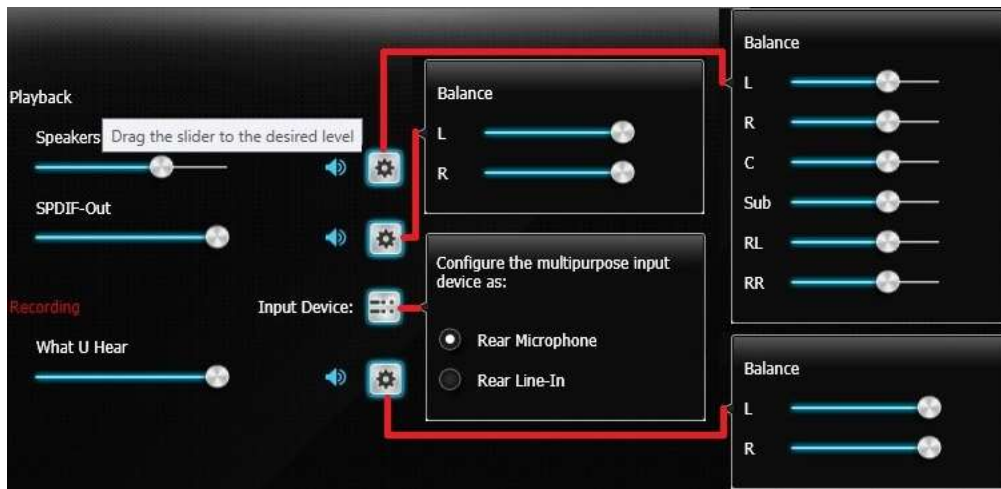 Playback
Speakers
Drag the slider to the desired level
SPDIF-Out
Recording
Input Device:
What U Hear
Balance
L
R
Configure the multipurpose input
device as:
Rear Microphone
Rear Line-In
Balance
L
R
C
Sub
RL
RR
Balance
L
R